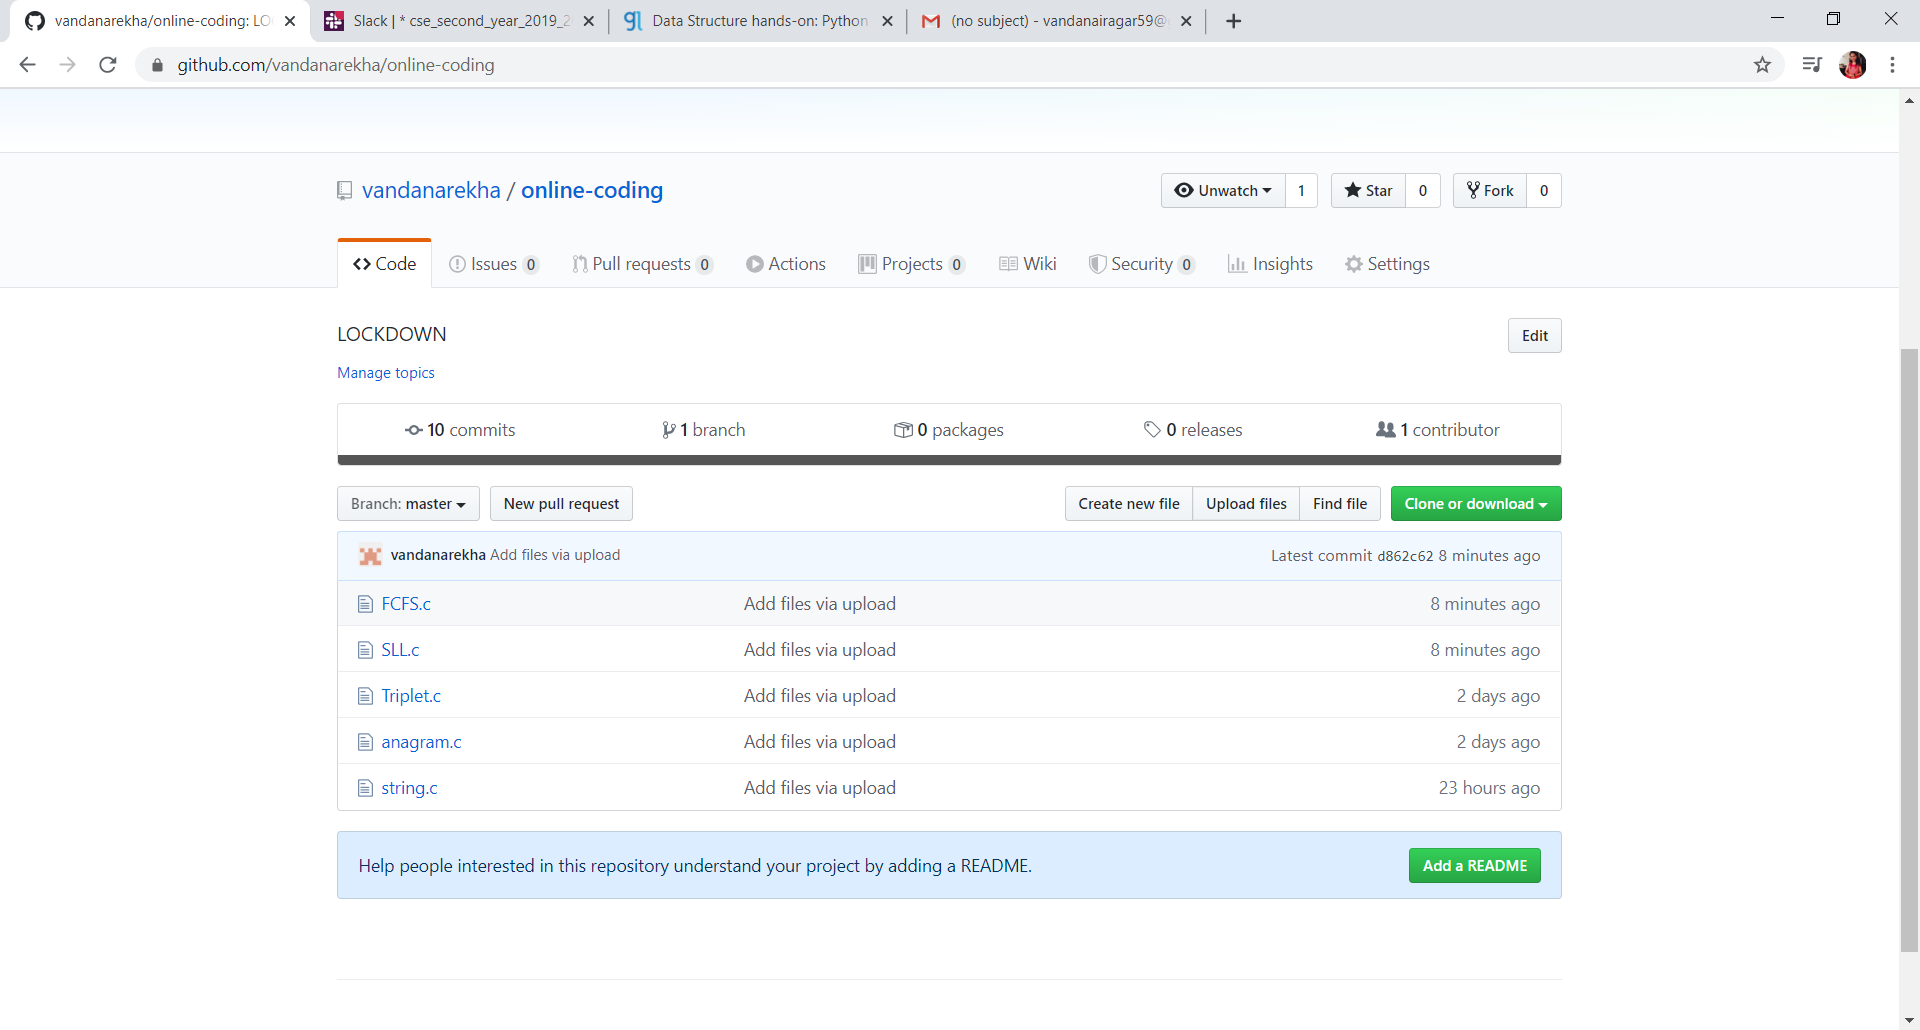 vandanarekha/online-coding: LO
Slack | * cse_second_year_2019_2
gl Data Structure hands-on: Python
(no subject) - vandanairagar59@
github.com/vandanarekha/online-coding
vandanarekha / online-coding
Unwatch 1 Star 0 Fork 0
Code Issues 0 Pull requests 0 Actions Projects 0 Wiki Security 0 Insights Settings
LOCKDOWN
Edit
Manage topics
10 commits 1 branch 0 packages 0 releases 1 contributor
Branch: master New pull request Create new file Upload files Find file Clone or download
vandanarekha Add files via upload Latest commit d862c62 8 minutes ago
FCFS.c Add files via upload 8 minutes ago
SLL.c Add files via upload 8 minutes ago
Triplet.c Add files via upload 2 days ago
anagram.c Add files via upload 2 days ago
string.c Add files via upload 23 hours ago
Help people interested in this repository understand your project by adding a README. Add a README